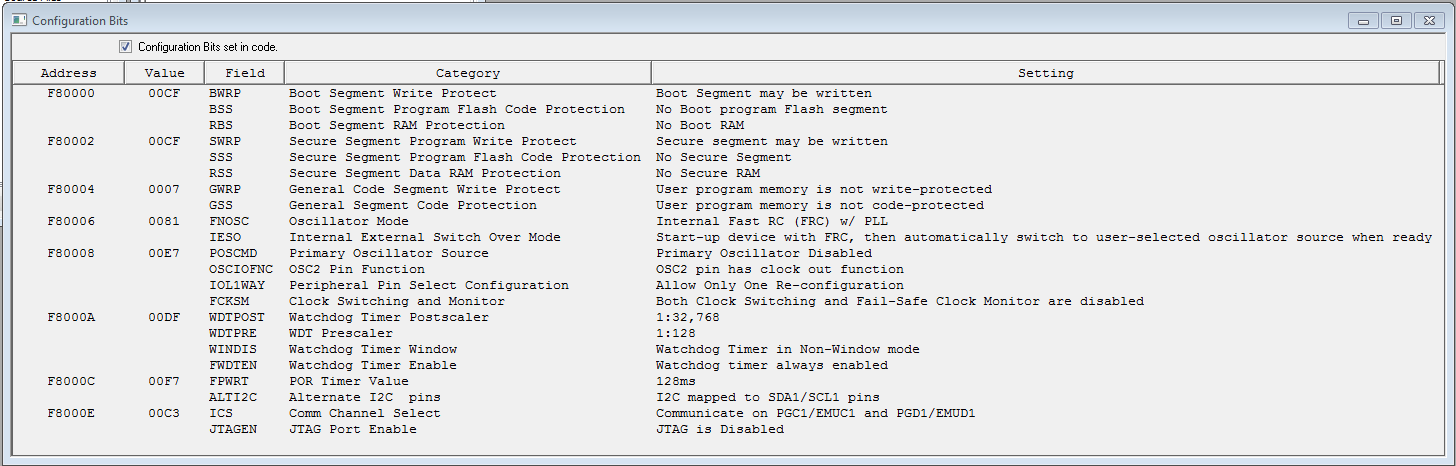 Configuration Bits
Configuration Bits set in code.
Address Value Field Category Setting
F80000 00CF BWRP Boot Segment Write Protect Boot Segment may be written
BSS Boot Segment Program Flash Code Protection No Boot program Flash segment
RBS Boot Segment RAM Protection No Boot RAM
F80002 00CF SWRP Secure Segment Program Write Protect Secure segment may be written
SSS Secure Segment Program Flash Code Protection No Secure Segment
RSS Secure Segment Data RAM Protection No Secure RAM
F80004 0007 GWRP General Code Segment Write Protect User program memory is not write-protected
GSS General Segment Code Protection User program memory is not code-protected
F80006 0081 FNOSC Oscillator Mode Internal Fast RC (FRC) w/ PLL
IESO Internal External Switch Over Mode Start-up device with FRC, then automatically switch to user-selected oscillator source when ready
F80008 00E7 POSCMD Primary Oscillator Source Primary Oscillator Disabled
OSCIOFNC OSC2 Pin Function OSC2 pin has clock out function
IOL1WAY Peripheral Pin Select Configuration Allow Only One Re-configuration
FCKSM Clock Switching and Monitor Both Clock Switching and Fail-Safe Clock Monitor are disabled
F8000A 00DF WDTPOST Watchdog Timer Postscaler 1:32,768
WDTPRE WDT Prescaler 1:128
WINDIS Watchdog Timer Window Watchdog Timer in Non-Window mode
FWDTEN Watchdog Timer Enable Watchdog timer always enabled
F8000C 00F7 FPWRT POR Timer Value 128ms
ALTI2C Alternate I2C pins I2C mapped to SDA1/SCL1 pins
F8000E 00C3 ICS Comm Channel Select Communicate on PGC1/EMUC1 and PGD1/EMUD1
JTAGEN JTAG Port Enable JTAG is Disabled